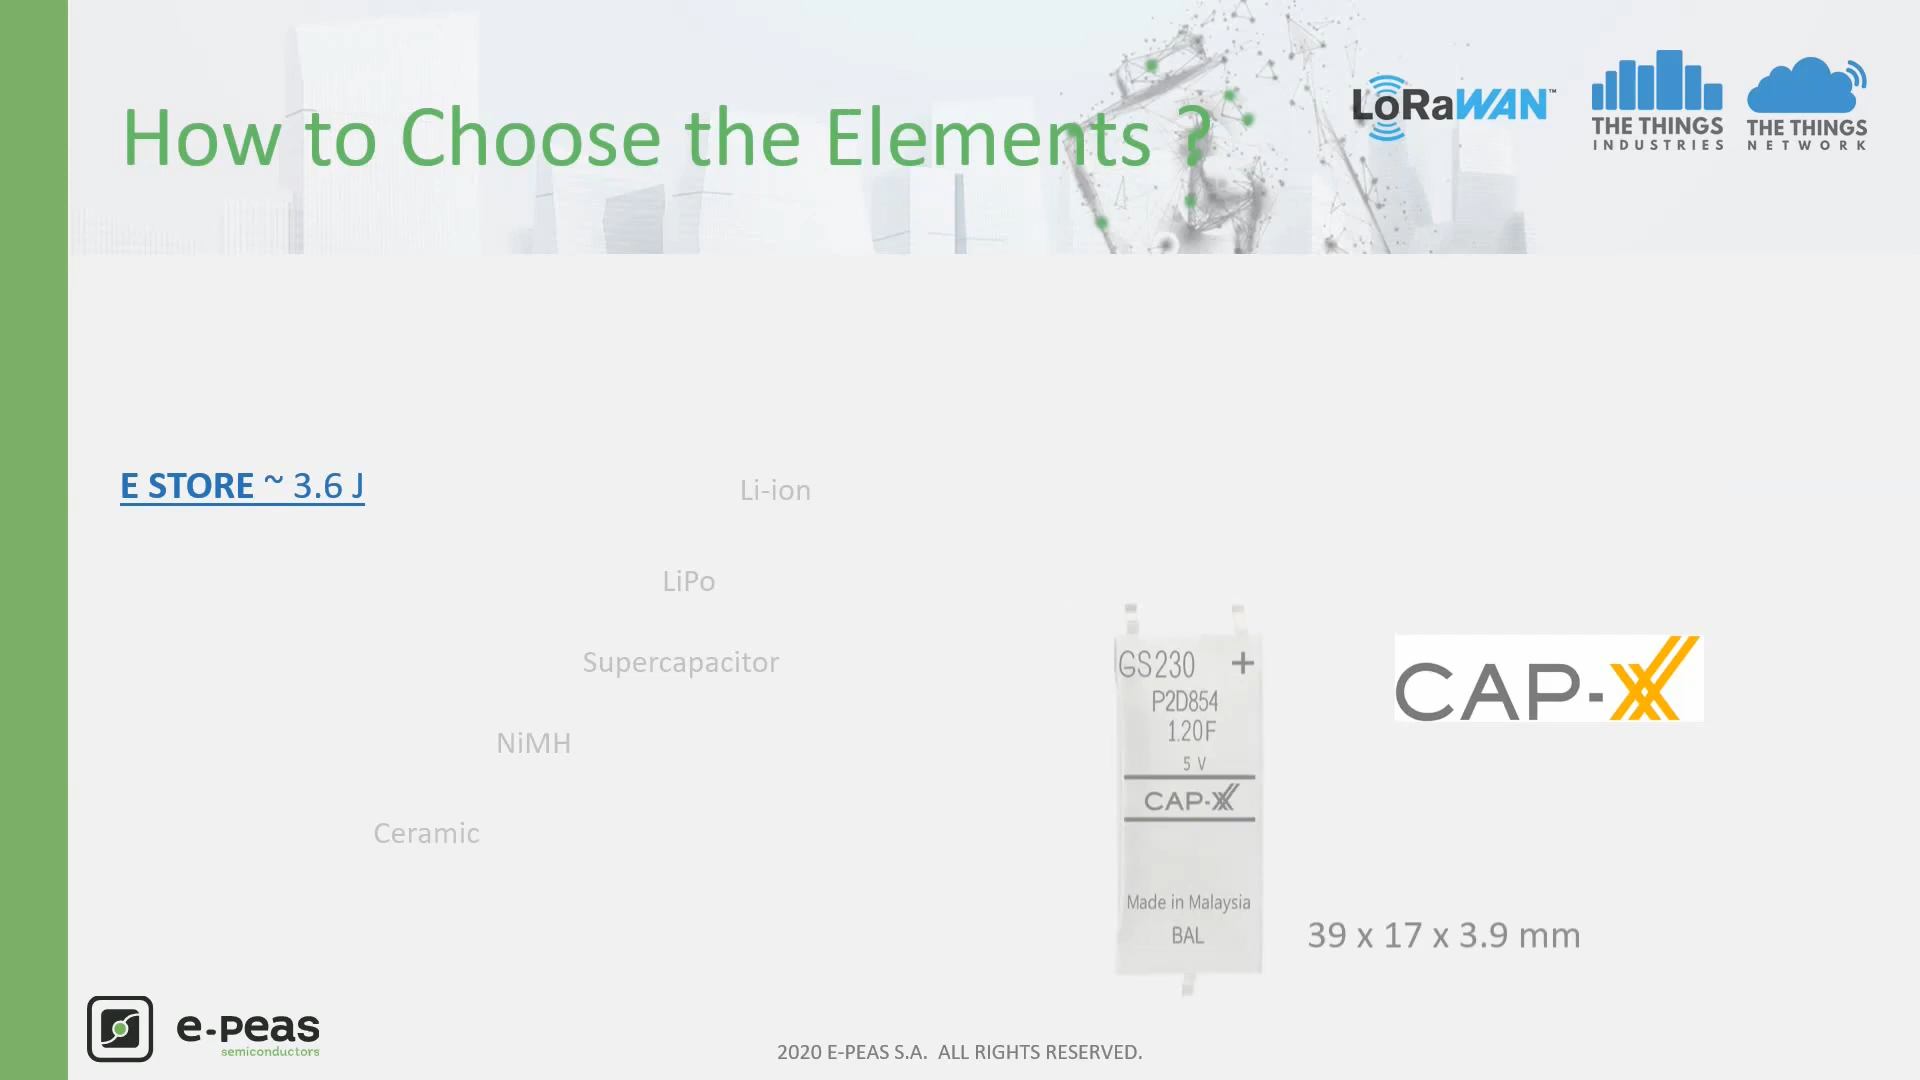 How to Choose the Elements ?
LoRaWAN™
THE THINGS
INDUSTRIES
THE THINGS
NETWORK
E STORE ~ 3.6 J
Li-ion
LiPo
Supercapacitor
NiMH
Ceramic
GS230 +
P2D854
1.20F
5 V
CAP-XX
Made in Malaysia
BAL
CAP-XX
39 x 17 x 3.9 mm
e-peas
semiconductors
2020 E-PEAS S.A. ALL RIGHTS RESERVED.